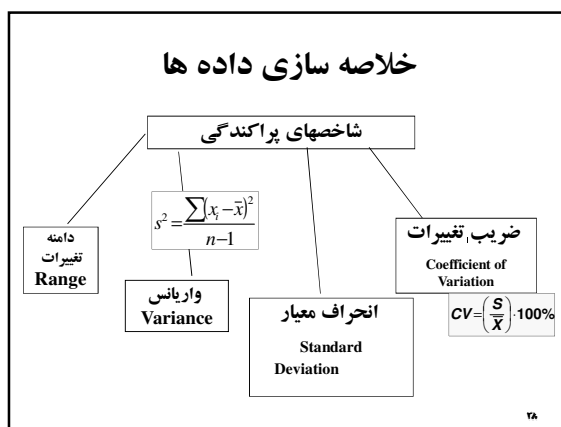 خلاصه سازی داده ها
شاخصهای پراکندگی
دامنه
تغییرات
Range
s² = ∑(xᵢ − x̄)² / n−1
واریانس
Variance
انحراف معیار
Standard
Deviation
ضریب تغییرات
Coefficient of
Variation
CV = (S / X̄) · 100%
۲۸